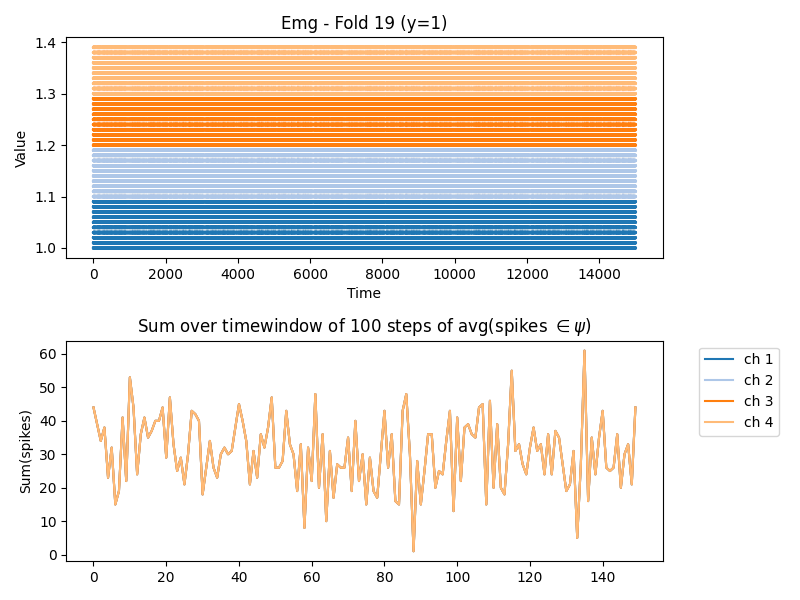 Emg - Fold 19 (y=1)
1.4
1.3
1.2
1.1
1.0
Value
0 2000 4000 6000 8000 10000 12000 14000
Time
Sum over timewindow of 100 steps of avg(spikes ∈ ψ)
60
50
40
30
20
10
0
Sum(spikes)
0 20 40 60 80 100 120 140
ch 1
ch 2
ch 3
ch 4